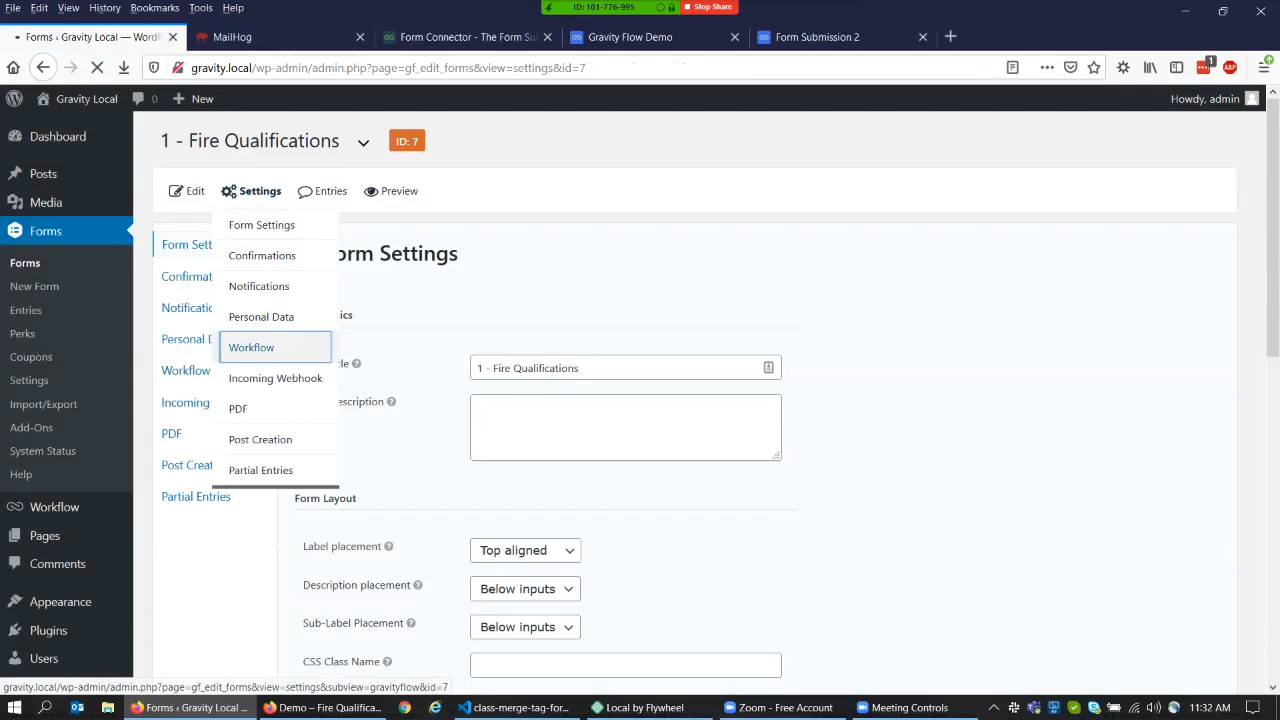 File Edit View History Bookmarks Tools Help
ID: 101-776-995 Stop Share
Forms ‹ Gravity Local — WordP
MailHog
Form Connector - The Form Su
Gravity Flow Demo
Form Submission 2
gravity.local/wp-admin/admin.php?page=gf_edit_forms&view=settings&id=7
1
ABP
Gravity Local 0 New
Howdy, admin
Dashboard
Posts
Media
Forms
Forms
New Form
Entries
Perks
Coupons
Settings
Import/Export
Add-Ons
System Status
Help
Workflow
Pages
Comments
Appearance
Plugins
Users
1 - Fire Qualifications ID: 7
Edit Settings Entries Preview
Form Sett
Confirmat
Notificatio
Personal D
Workflow
Incoming
PDF
Post Creat
Partial Entries
Form Settings
Confirmations
Notifications
Personal Data
Workflow
Incoming Webhook
PDF
Post Creation
Partial Entries
orm Settings
sics
tle
1 - Fire Qualifications
escription
Form Layout
Label placement Top aligned
Description placement Below inputs
Sub-Label Placement Below inputs
CSS Class Name
gravity.local/wp-admin/admin.php?page=gf_edit_forms&view=settings&subview=gravityflow&id=7
Forms ‹ Gravity Local ...
Demo – Fire Qualifica...
class-merge-tag-for...
Local by Flywheel
Zoom - Free Account
Meeting Controls
11:32 AM